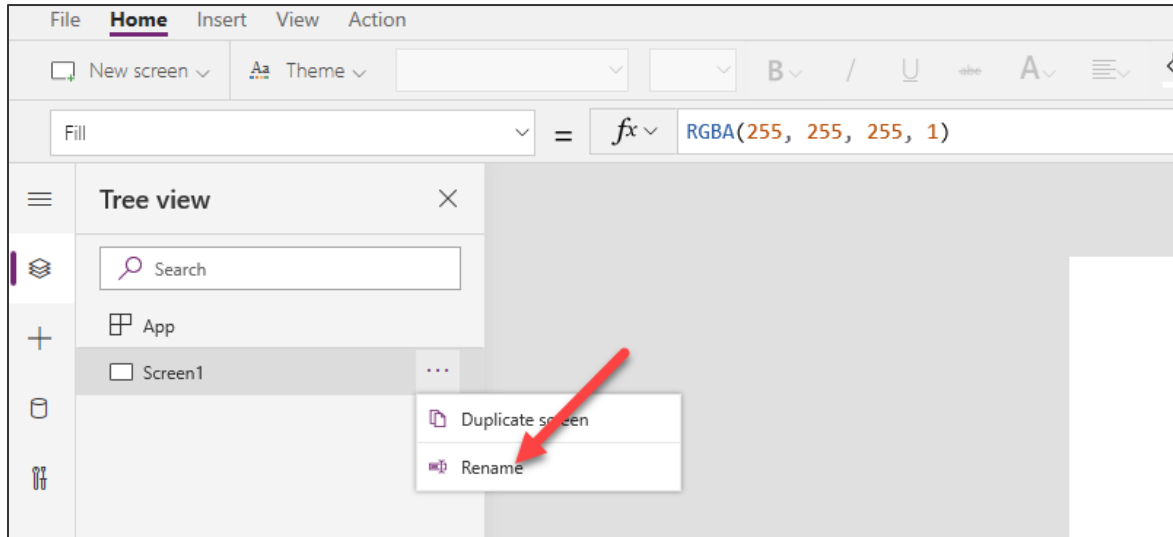 File Home Insert View Action
New screen Aa Theme B / U abc A
Fill = fx RGBA(255, 255, 255, 1)
Tree view
Search
App
Screen1 ...
Duplicate screen
Rename